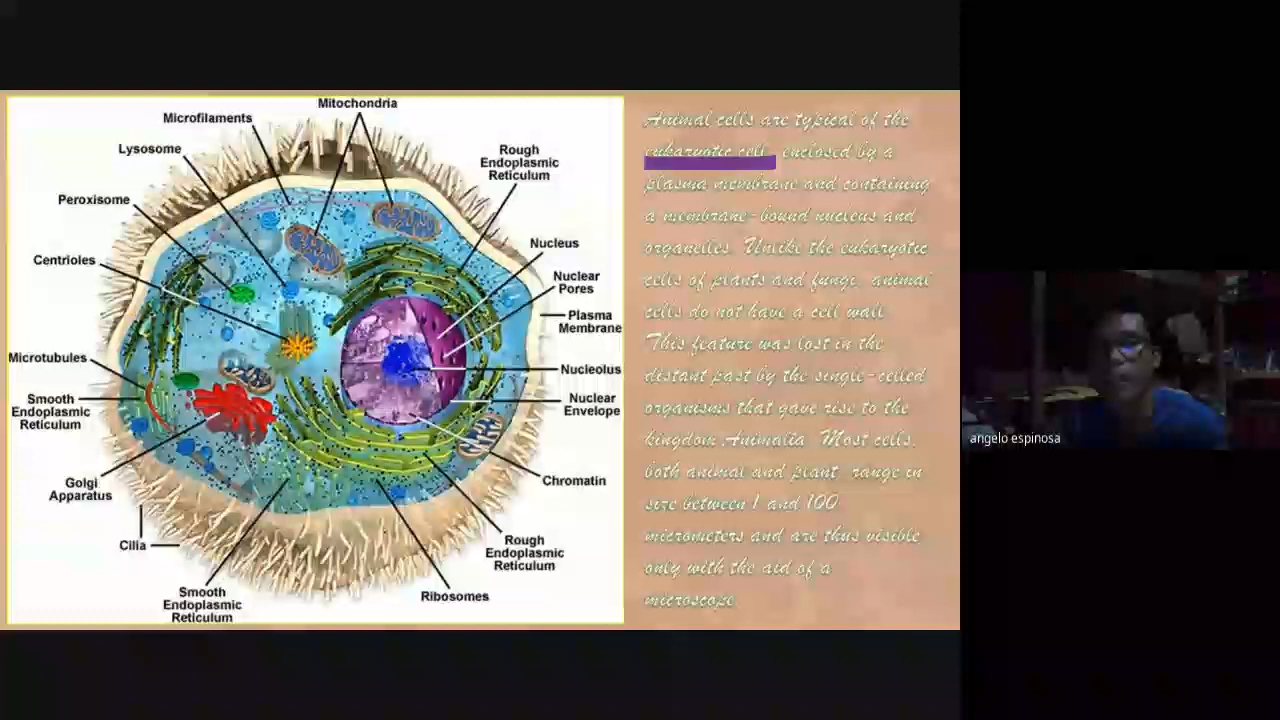 Mitochondria
Microfilaments
Lysosome
Rough
Endoplasmic
Reticulum
Peroxisome
Nucleus
Centrioles
Nuclear
Pores
Plasma
Membrane
Microtubules
Nucleolus
Smooth
Endoplasmic
Reticulum
Nuclear
Envelope
Golgi
Apparatus
Chromatin
Cilia
Rough
Endoplasmic
Reticulum
Smooth
Endoplasmic
Reticulum
Ribosomes
Animal cells are typical of the
eukaryotic cell, enclosed by a
plasma membrane and containing
a membrane-bound nucleus and
organelles. Unlike the eukaryotic
cells of plants and fungi, animal
cells do not have a cell wall.
This feature was lost in the
distant past by the single-celled
organisms that gave rise to the
kingdom Animalia. Most cells,
both animal and plant, range in
size between 1 and 100
micrometers and are thus visible
only with the aid of a
microscope.
angelo espinosa